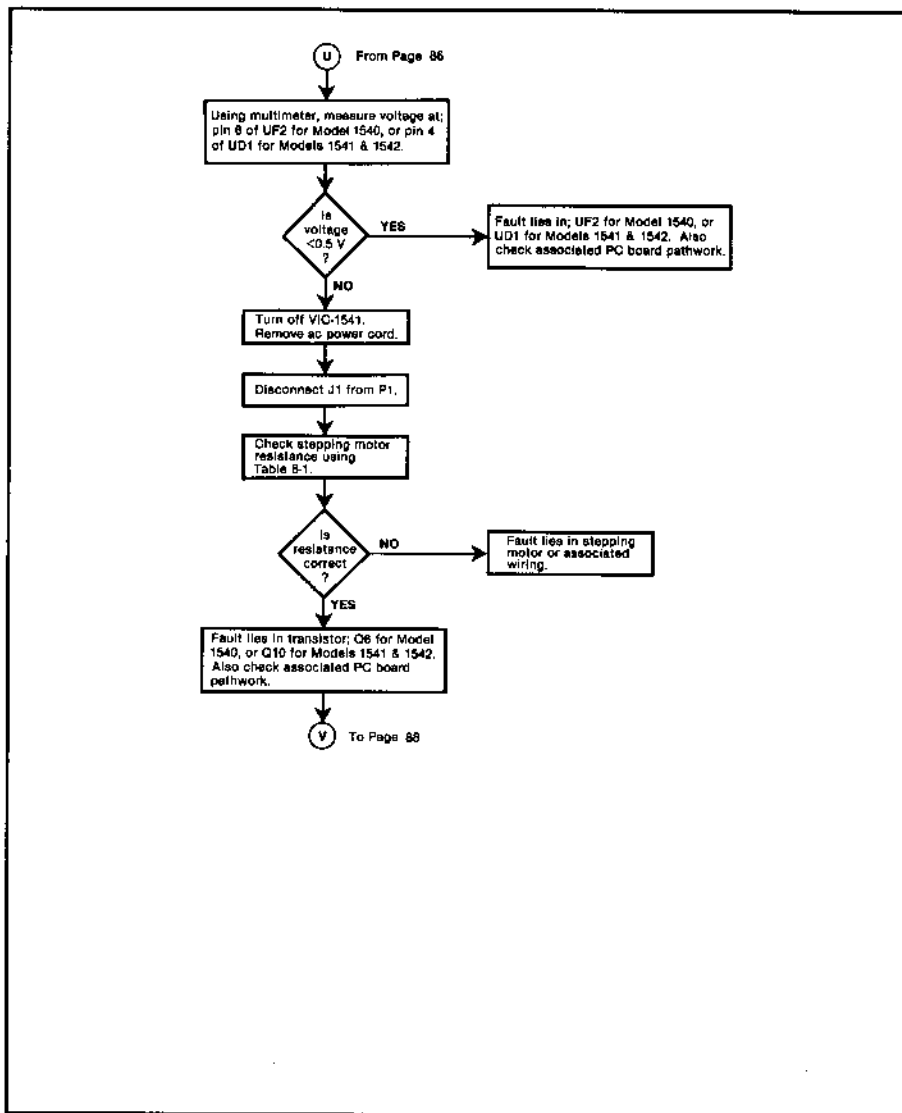 U From Page 86
Using multimeter, measure voltage at;
pin 6 of UF2 for Model 1540, or pin 4
of UD1 for Models 1541 & 1542.
Is
voltage
<0.5 V
?
YES
Fault lies in; UF2 for Model 1540, or
UD1 for Models 1541 & 1542. Also
check associated PC board pathwork.
NO
Turn off VIC-1541.
Remove ac power cord.
Disconnect J1 from P1.
Check stepping motor
resistance using
Table 6-1.
Is
resistance
correct
?
NO
Fault lies in stepping
motor or associated
wiring.
YES
Fault lies in transistor; Q6 for Model
1540, or Q10 for Models 1541 & 1542.
Also check associated PC board
pathwork.
V To Page 88